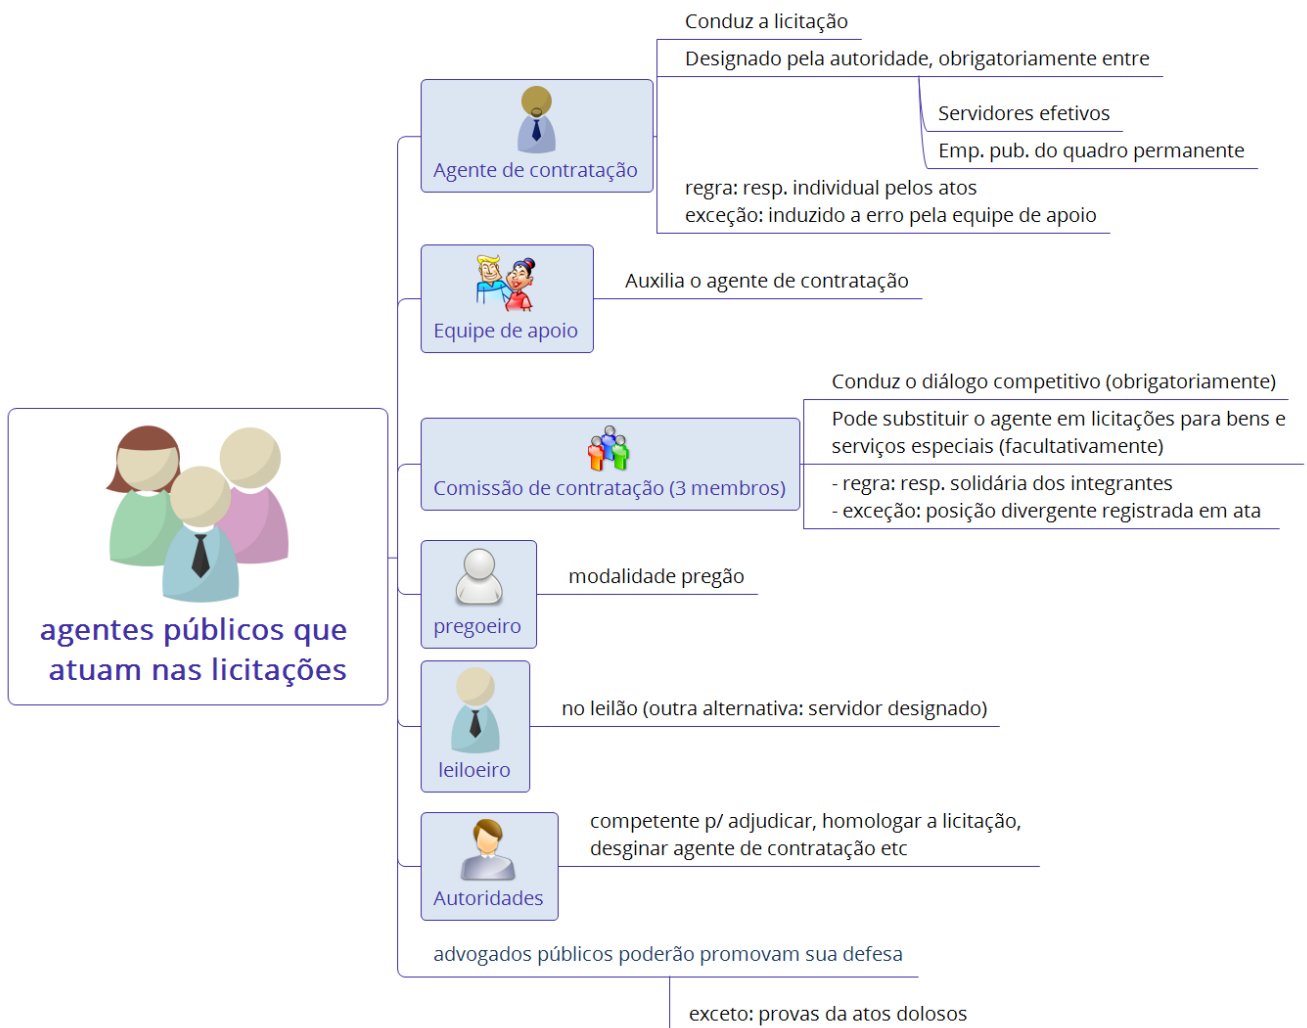 agentes públicos que
atuam nas licitações
Agente de contratação
Conduz a licitação
Designado pela autoridade, obrigatoriamente entre
Servidores efetivos
Emp. pub. do quadro permanente
regra: resp. individual pelos atos
exceção: induzido a erro pela equipe de apoio
Equipe de apoio
Auxilia o agente de contratação
Comissão de contratação (3 membros)
Conduz o diálogo competitivo (obrigatoriamente)
Pode substituir o agente em licitações para bens e
serviços especiais (facultativamente)
- regra: resp. solidária dos integrantes
- exceção: posição divergente registrada em ata
pregoeiro
modalidade pregão
leiloeiro
no leilão (outra alternativa: servidor designado)
Autoridades
competente p/ adjudicar, homologar a licitação,
desginar agente de contratação etc
advogados públicos poderão promovam sua defesa
exceto: provas da atos dolosos